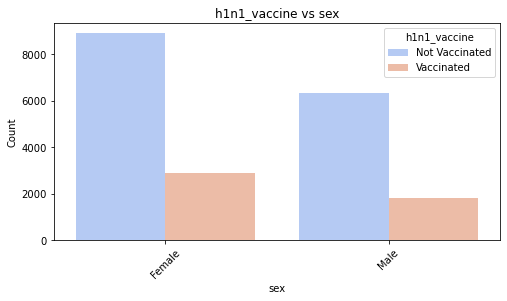 h1n1_vaccine vs sex
h1n1_vaccine
Not Vaccinated
Vaccinated
Count
8000
6000
4000
2000
0
Female
Male
sex